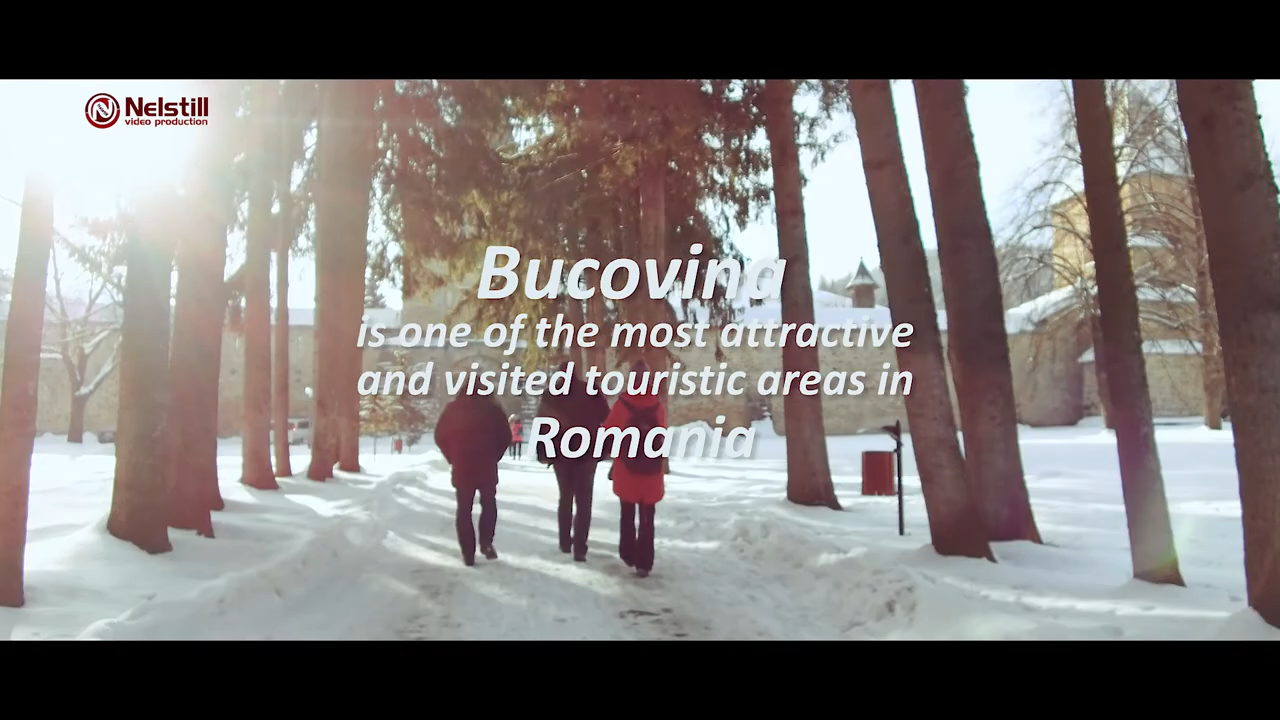 Nelstill
video production
Bucovina
is one of the most attractive
and visited touristic areas in
Romania